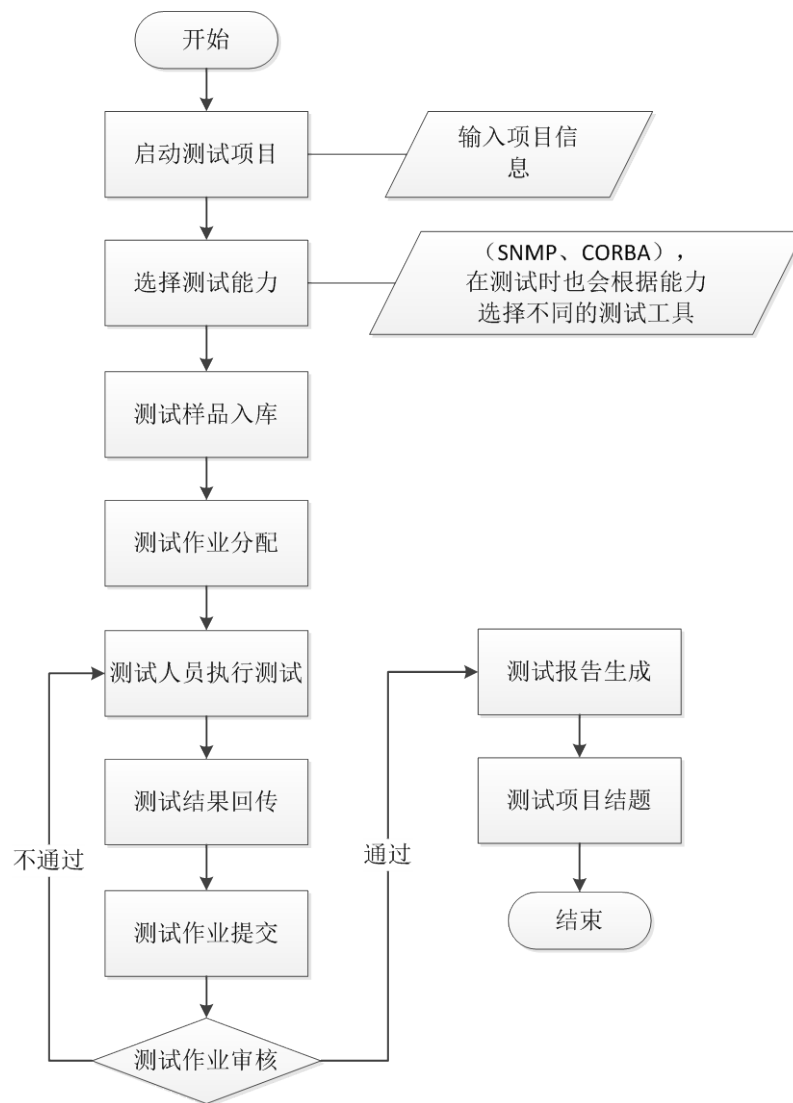 开始
启动测试项目
输入项目信
息
选择测试能力
（SNMP、CORBA），
在测试时也会根据能力
选择不同的测试工具
测试样品入库
测试作业分配
测试人员执行测试
测试结果回传
测试作业提交
测试作业审核
不通过
通过
测试报告生成
测试项目结题
结束